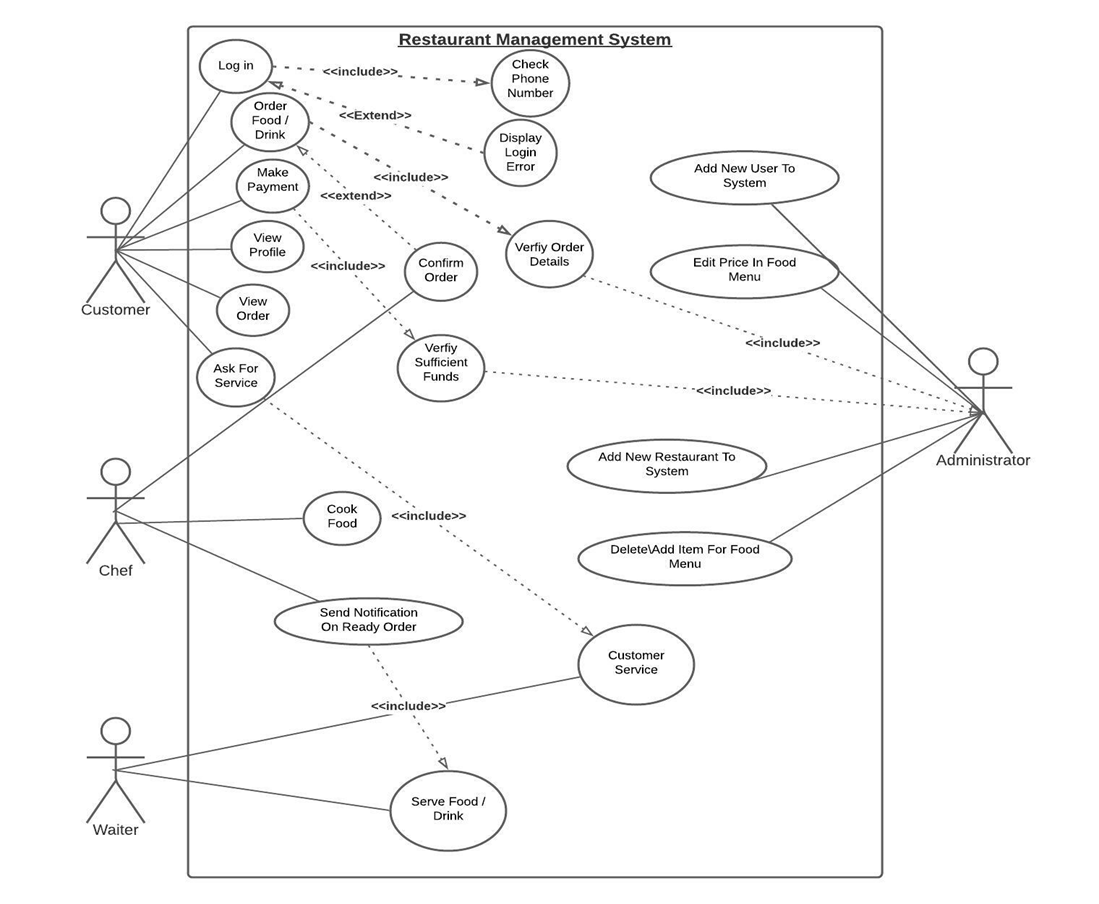 Restaurant Management System
Log in
<<include>>
Check
Phone
Number
Order
Food /
Drink
<<Extend>>
Display
Login
Error
Make
Payment
<<include>>
<<extend>>
Add New User To
System
View
Profile
<<include>>
Confirm
Order
Verfiy Order
Details
Edit Price In Food
Menu
View
Order
Customer
<<include>>
Ask For
Service
Verfiy
Sufficient
Funds
<<include>>
Administrator
Add New Restaurant To
System
Cook
Food
<<include>>
Chef
Delete\Add Item For Food
Menu
Send Notification
On Ready Order
Customer
Service
<<include>>
Serve Food /
Drink
Waiter